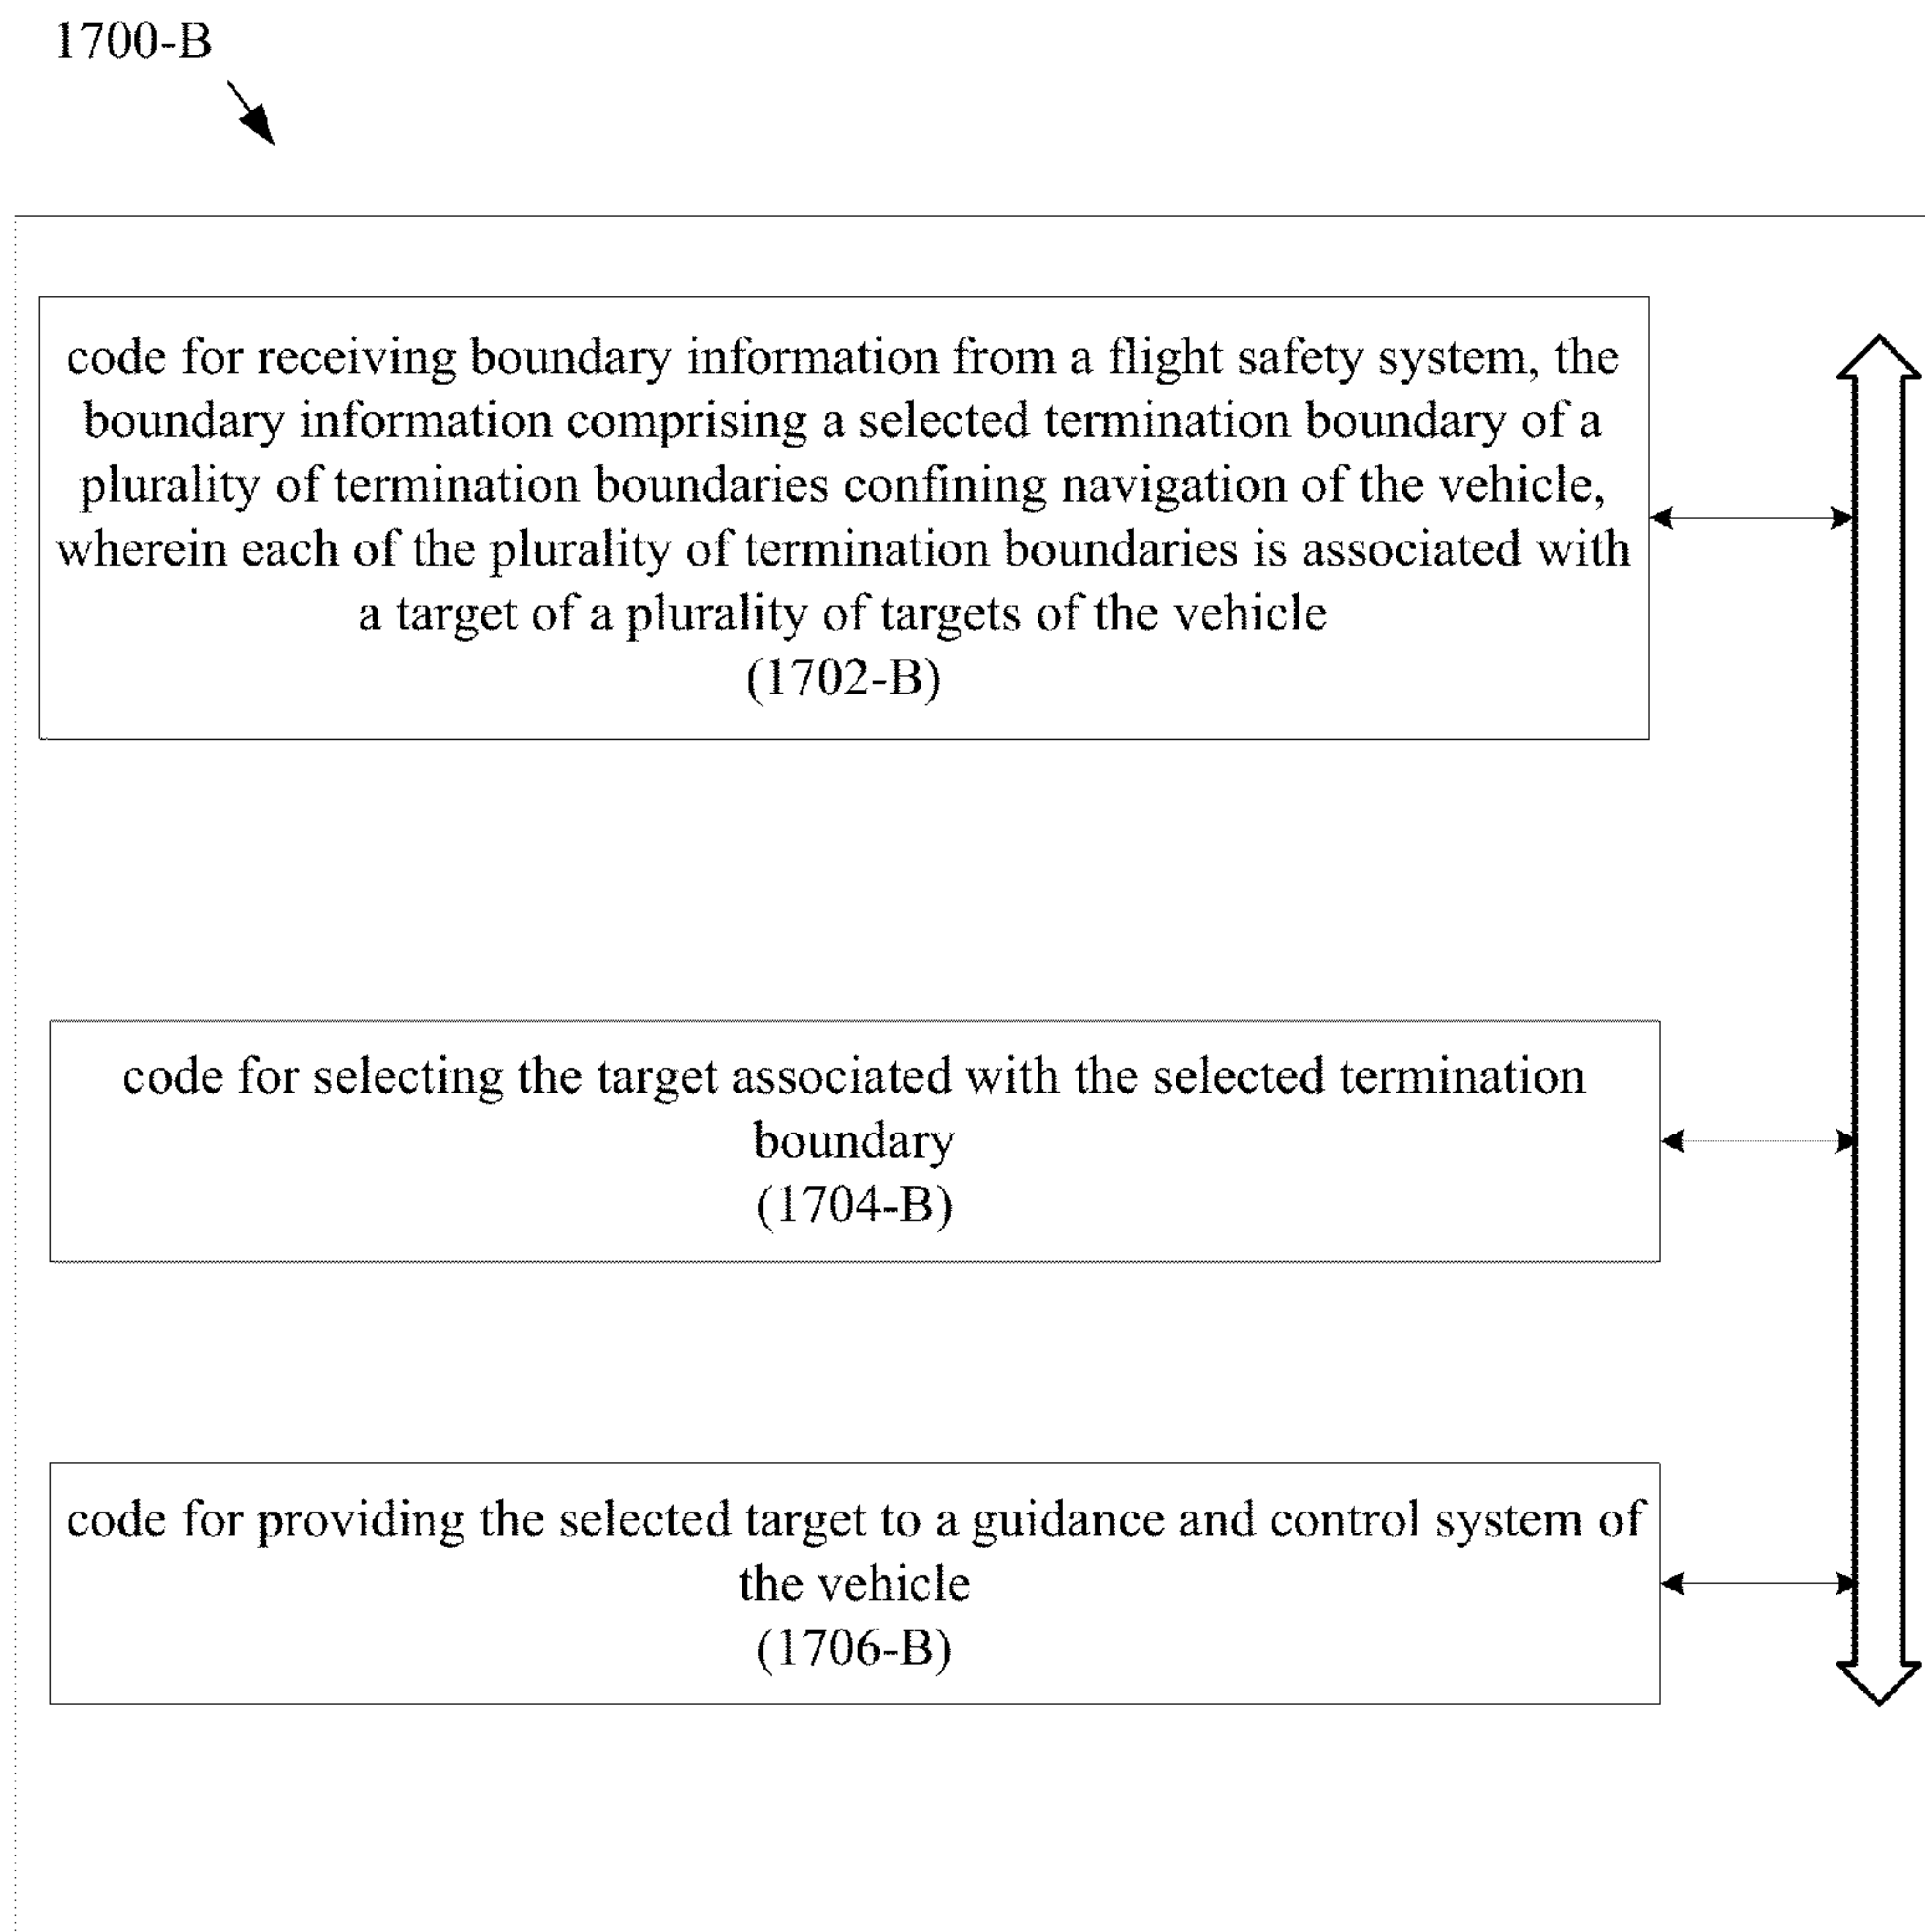 1700-B
code for receiving boundary information from a flight safety system, the
boundary information comprising a selected termination boundary of a
plurality of termination boundaries confining navigation of the vehicle,
wherein each of the plurality of termination boundaries is associated with
a target of a plurality of targets of the vehicle
(1702-B)
code for selecting the target associated with the selected termination
boundary
(1704-B)
code for providing the selected target to a guidance and control system of
the vehicle
(1706-B)